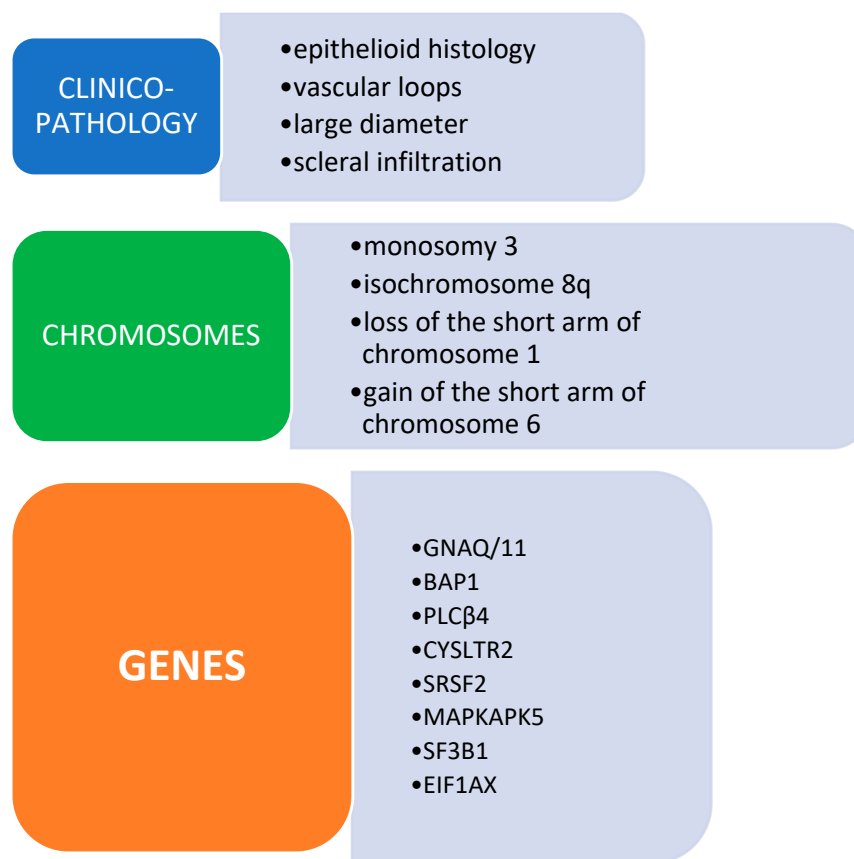 CLINICO-
PATHOLOGY
•epithelioid histology
•vascular loops
•large diameter
•scleral infiltration
CHROMOSOMES
•monosomy 3
•isochromosome 8q
•loss of the short arm of
chromosome 1
•gain of the short arm of
chromosome 6
GENES
•GNAQ/11
•BAP1
•PLCβ4
•CYSLTR2
•SRSF2
•MAPKAPK5
•SF3B1
•EIF1AX